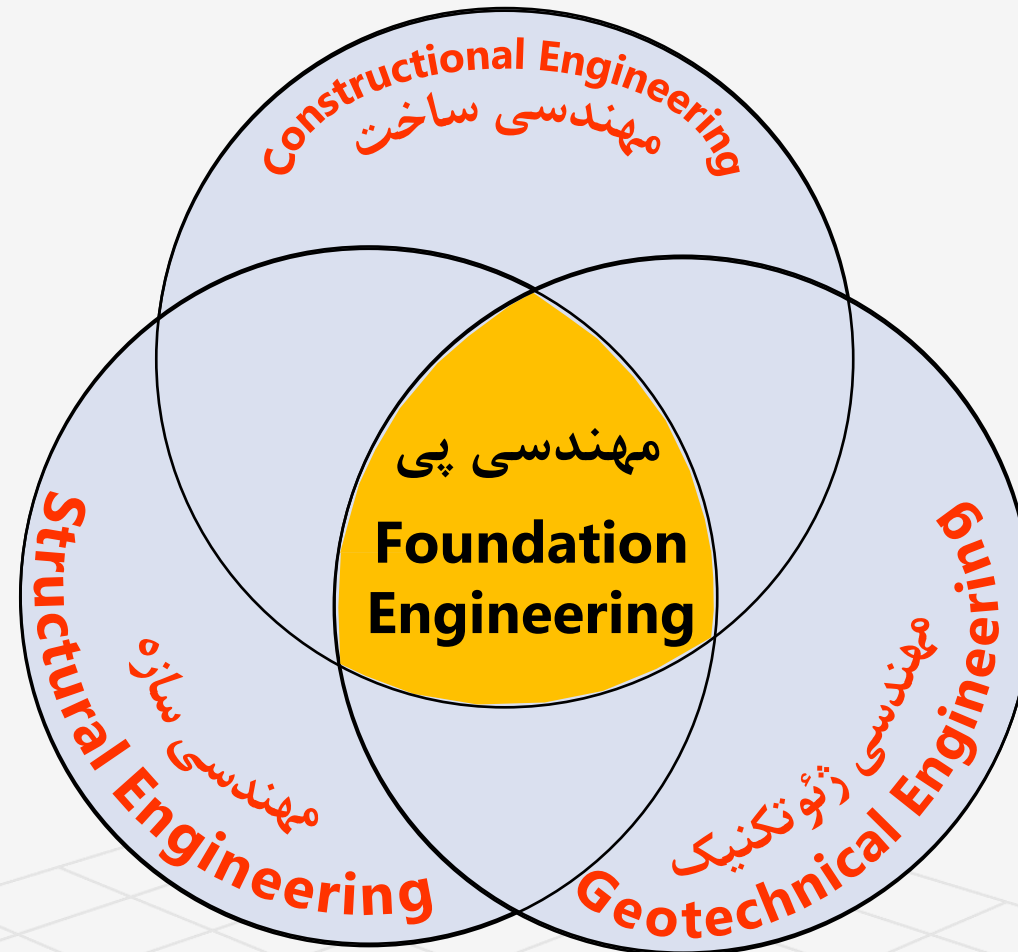 Constructional Engineering
مهندسی ساخت
مهندسی پی
Foundation
Engineering
Structural Engineering
مهندسی سازه
مهندسی ژئوتکنیک
Geotechnical Engineering